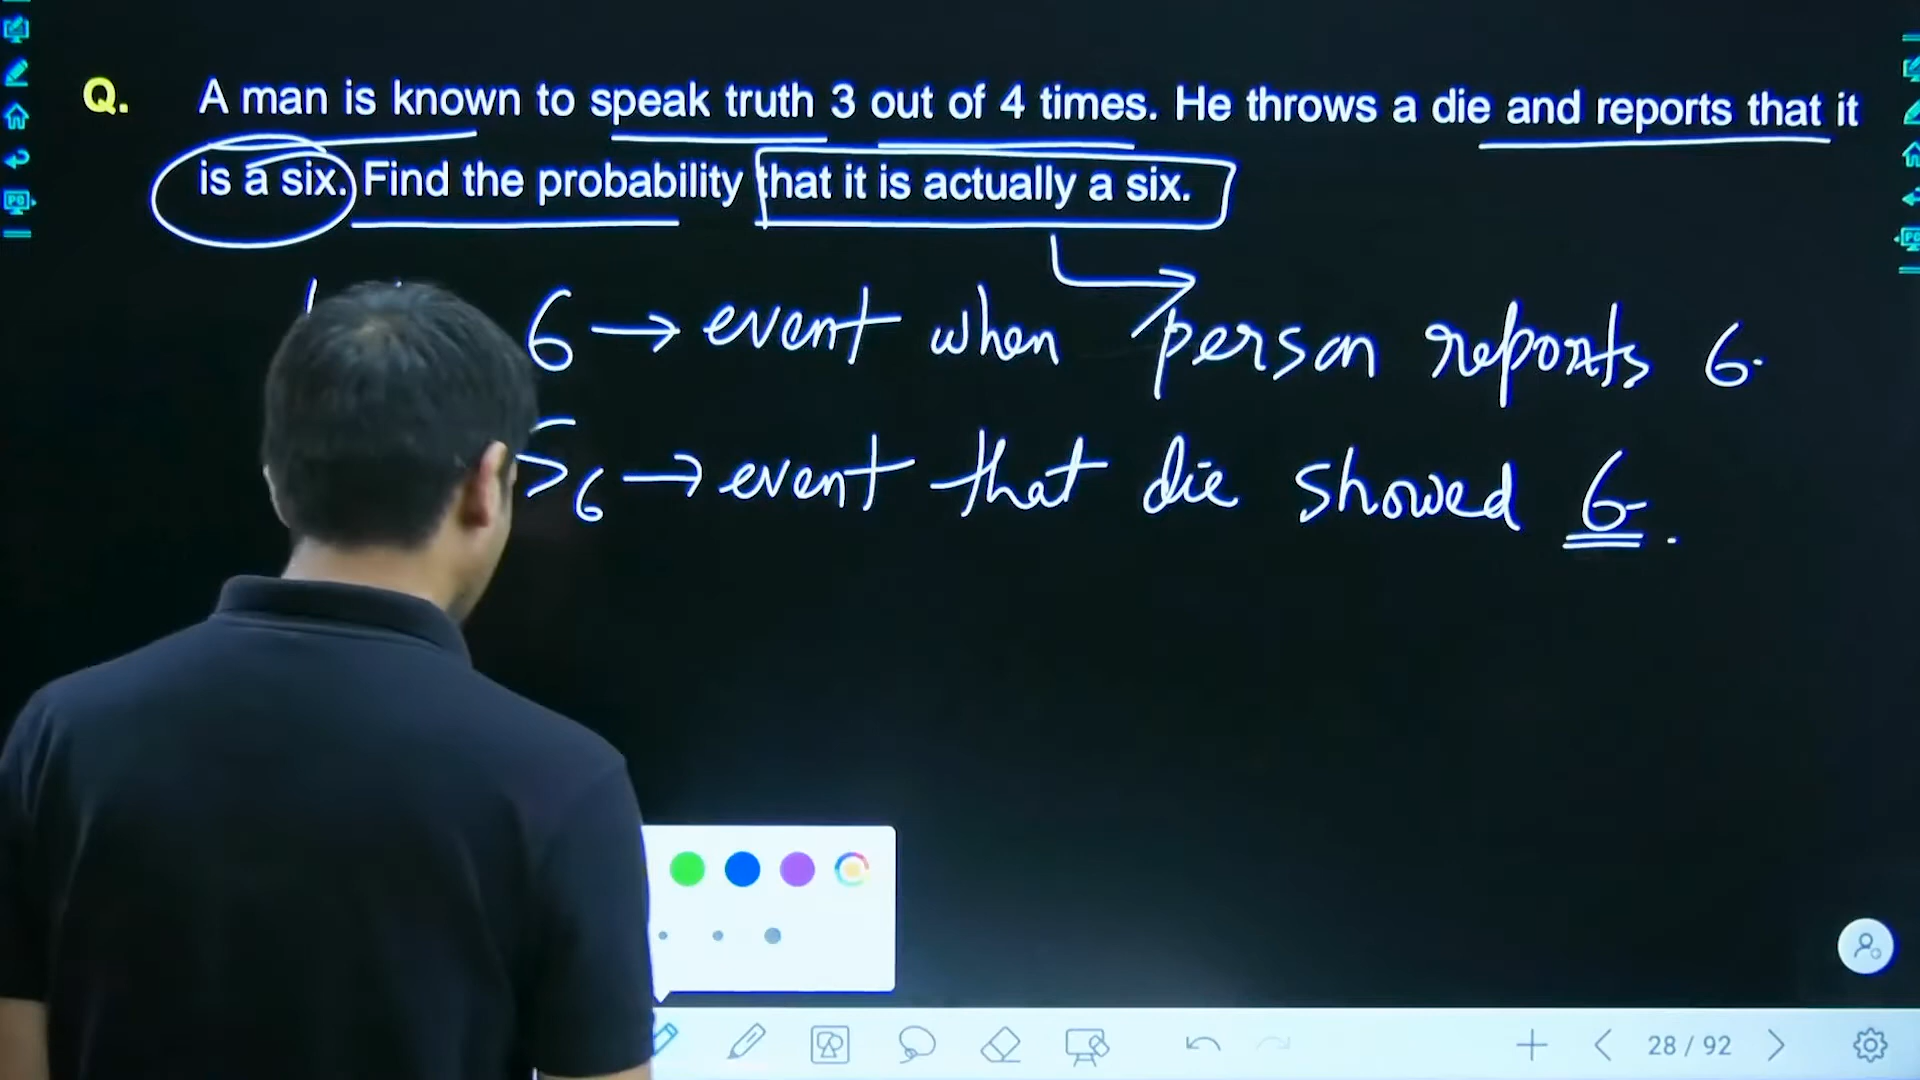 Q. A man is known to speak truth 3 out of 4 times. He throws a die and reports that it
is a six. Find the probability that it is actually a six.
6 → event when person reports 6.
S6 → event that die showed 6.
28 / 92